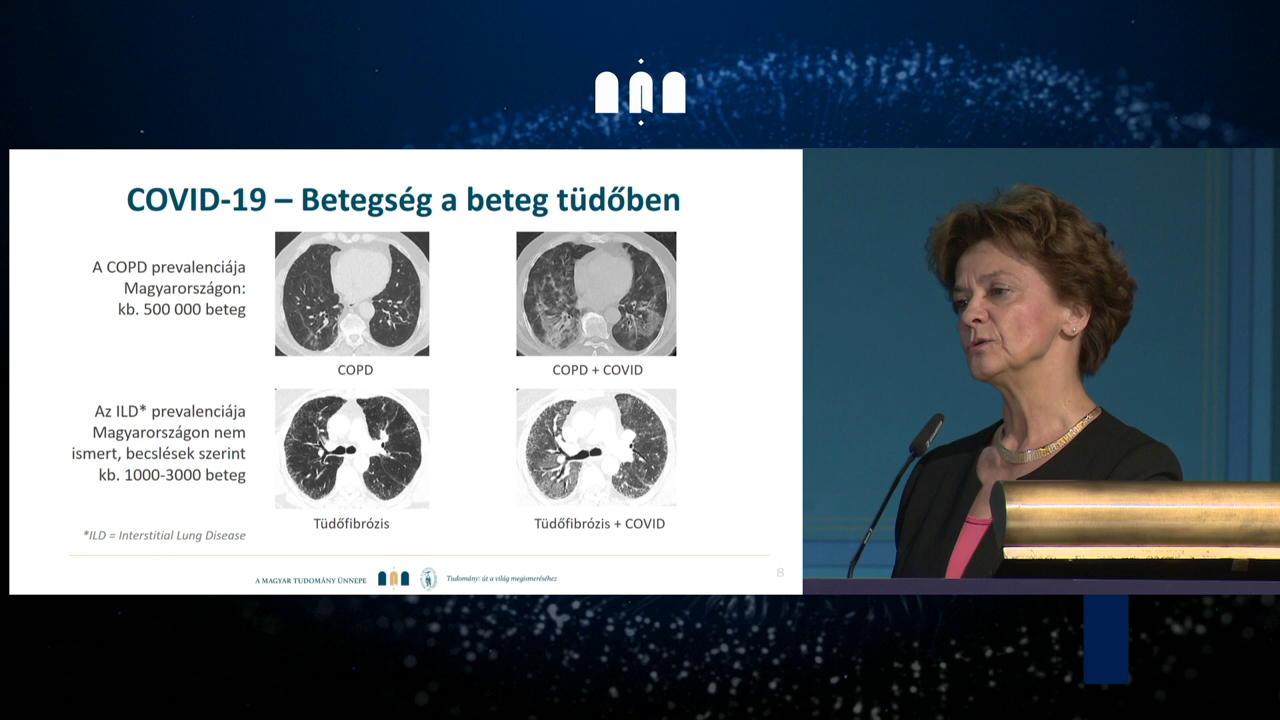 COVID-19 – Betegség a beteg tüdőben
A COPD prevalenciája
Magyarországon:
kb. 500 000 beteg
COPD
COPD + COVID
Az ILD* prevalenciája
Magyarországon nem
ismert, becslések szerint
kb. 1000-3000 beteg
Tüdőfibrózis
Tüdőfibrózis + COVID
*ILD = Interstitial Lung Disease
A MAGYAR TUDOMÁNY ÜNNEPE
Tudomány: út a világ megismeréséhez
8